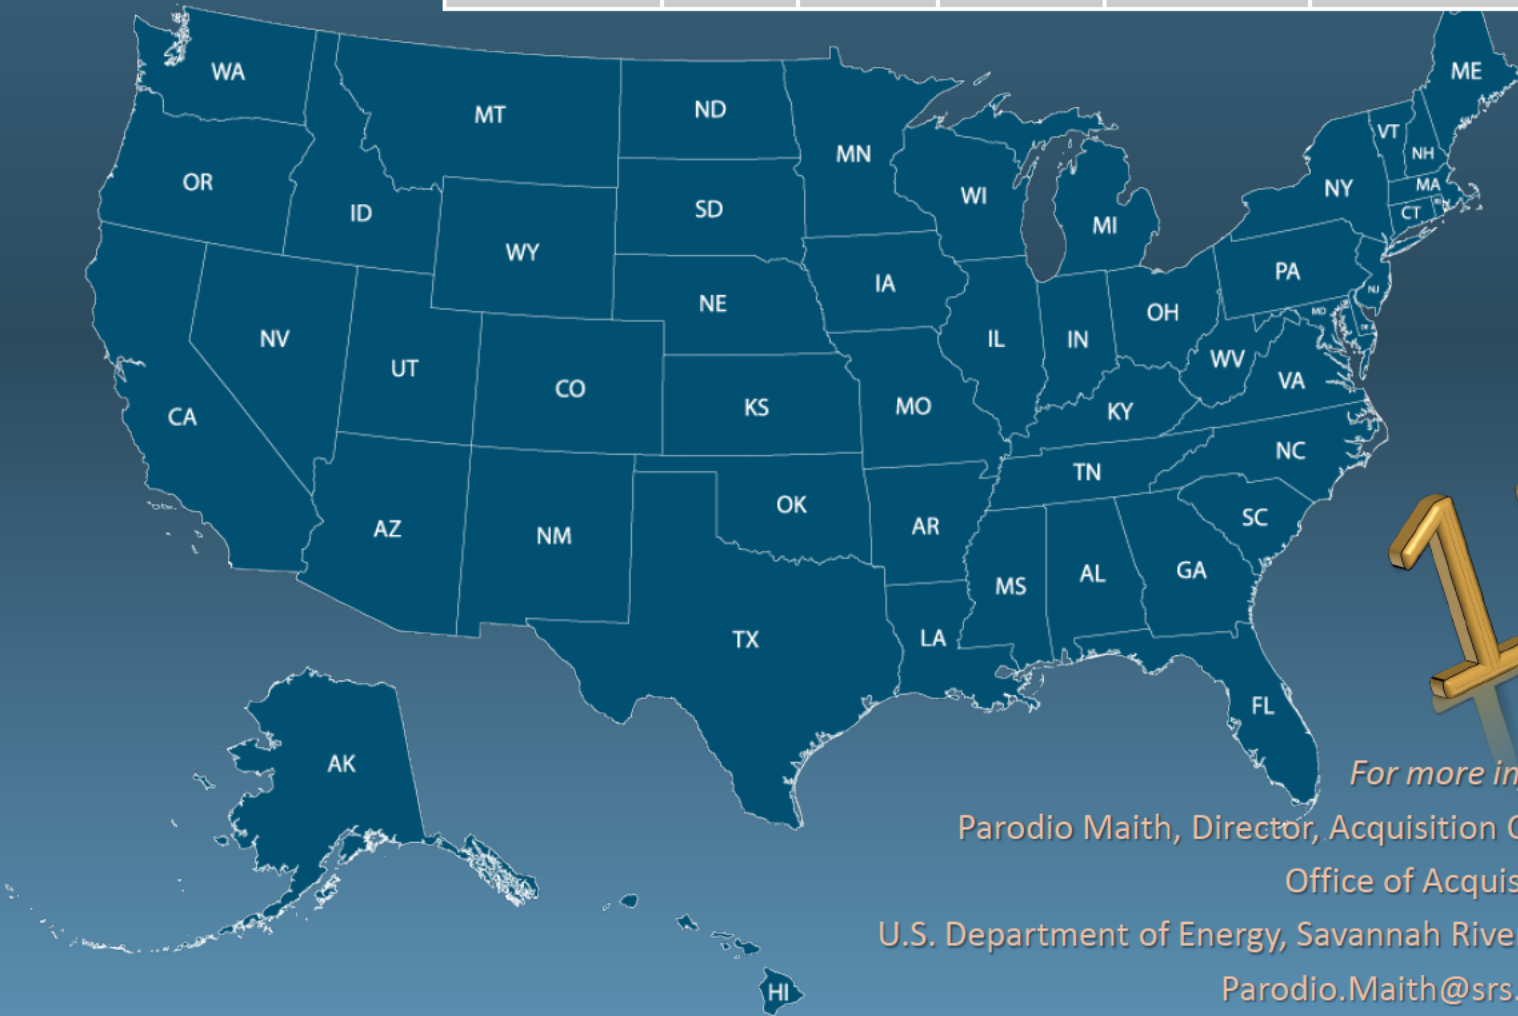 WA
MT
ND
MN
ME
VT
NH
OR
ID
SD
WI
MI
NY
MA
CT
WY
IA
PA
NE
NJ
NV
UT
CO
IL
IN
OH
MD
WV
VA
CA
KS
MO
KY
NC
TN
AZ
NM
OK
AR
SC
MS
AL
GA
TX
LA
FL
AK
HI
1
For more in
Parodio Maith, Director, Acquisition
Office of Acquis
U.S. Department of Energy, Savannah River
Parodio.Maith@srs.